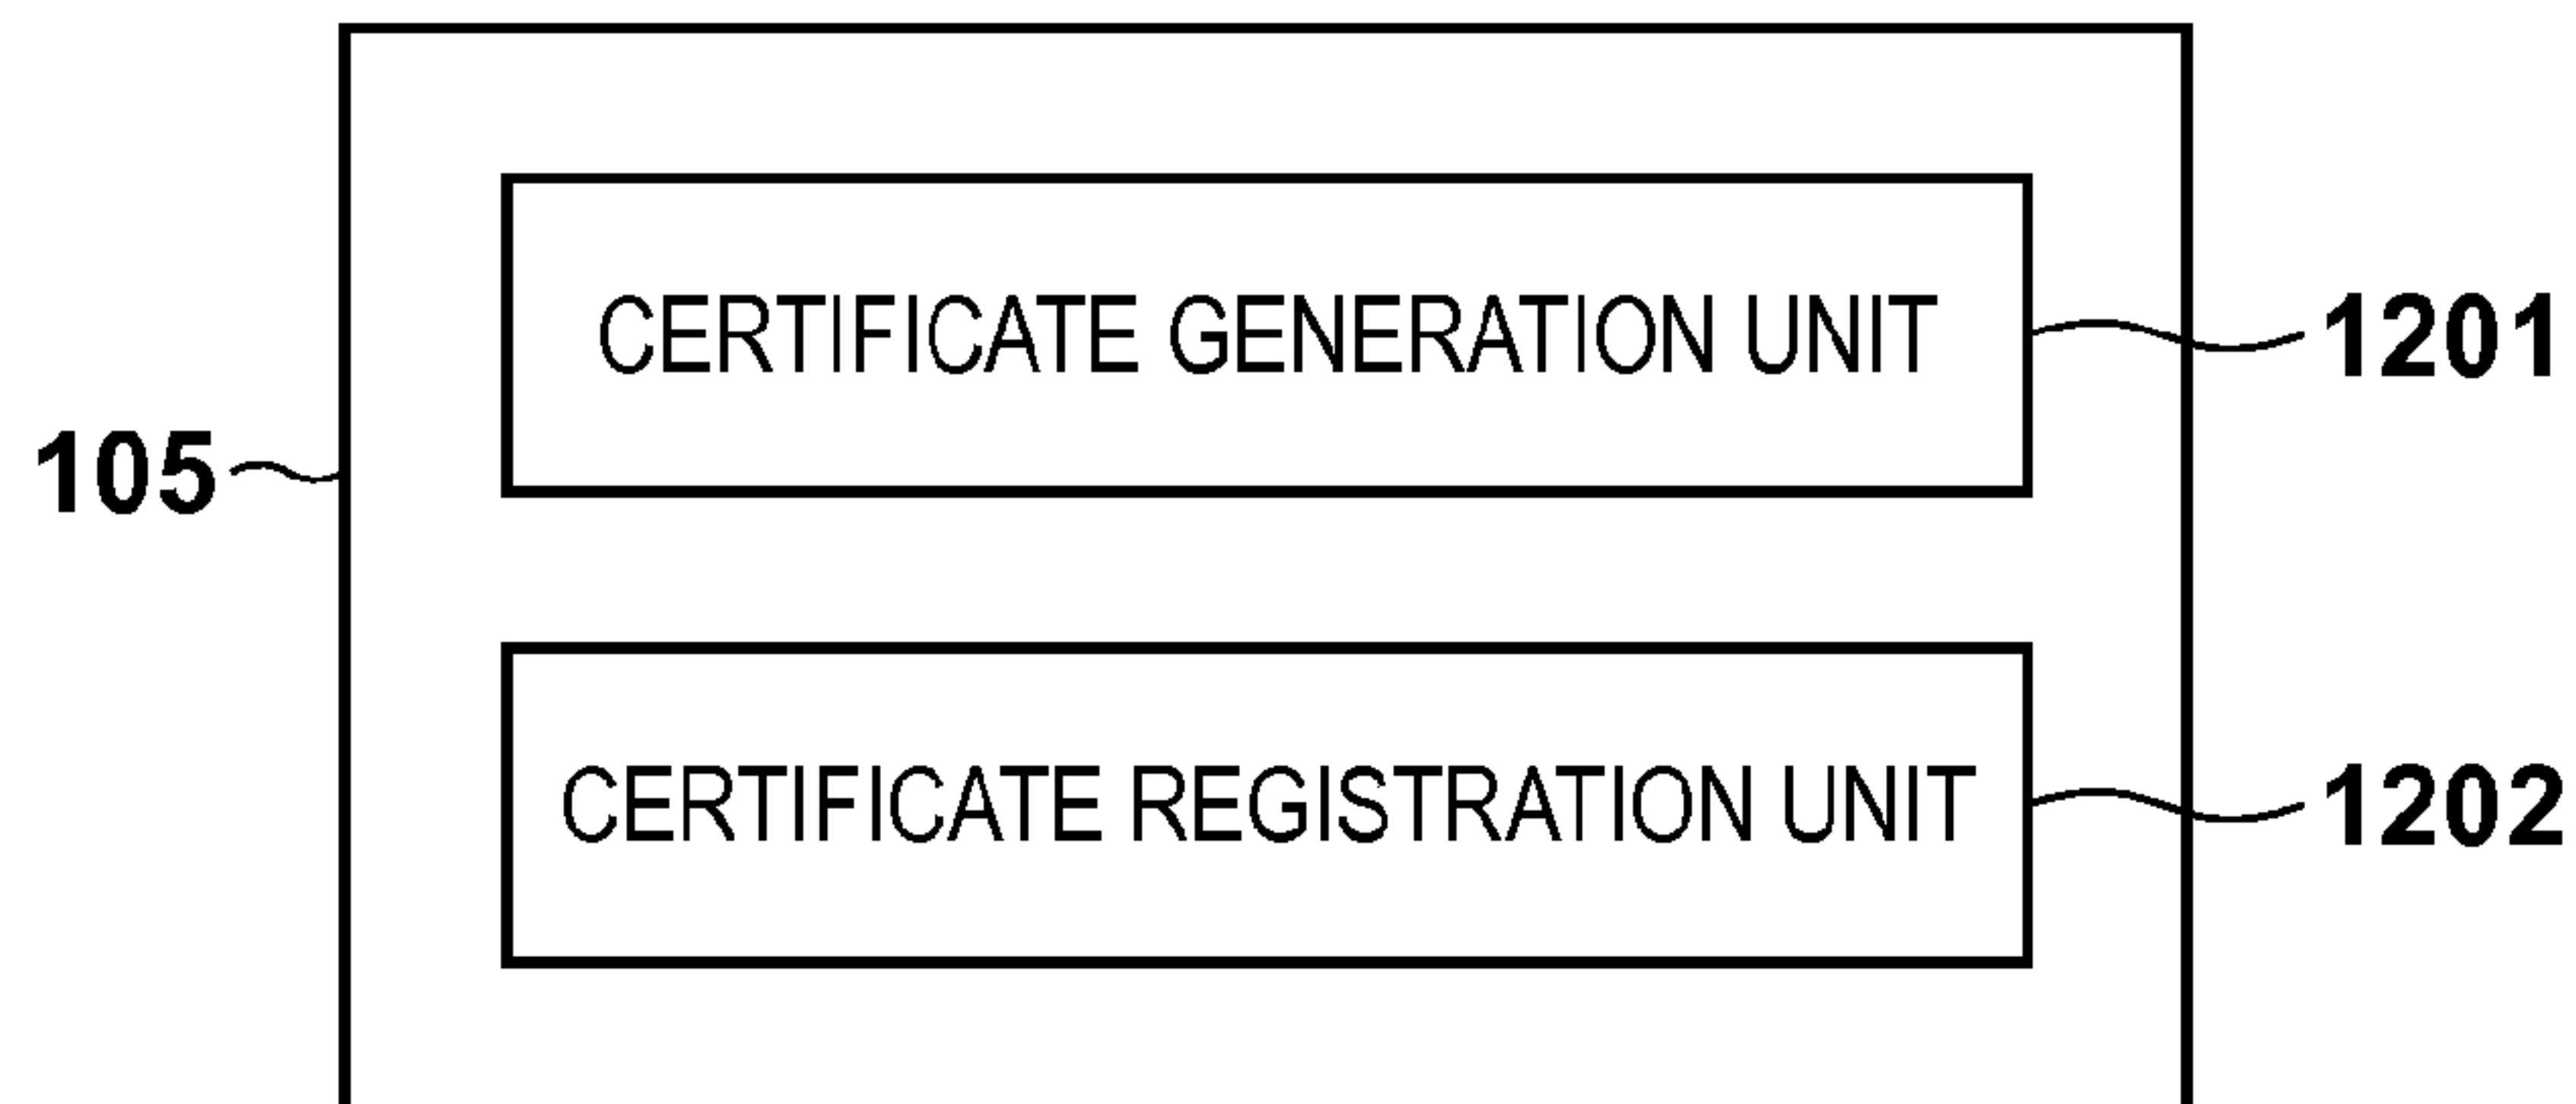 CERTIFICATE GENERATION UNIT
1201
105
CERTIFICATE REGISTRATION UNIT
1202